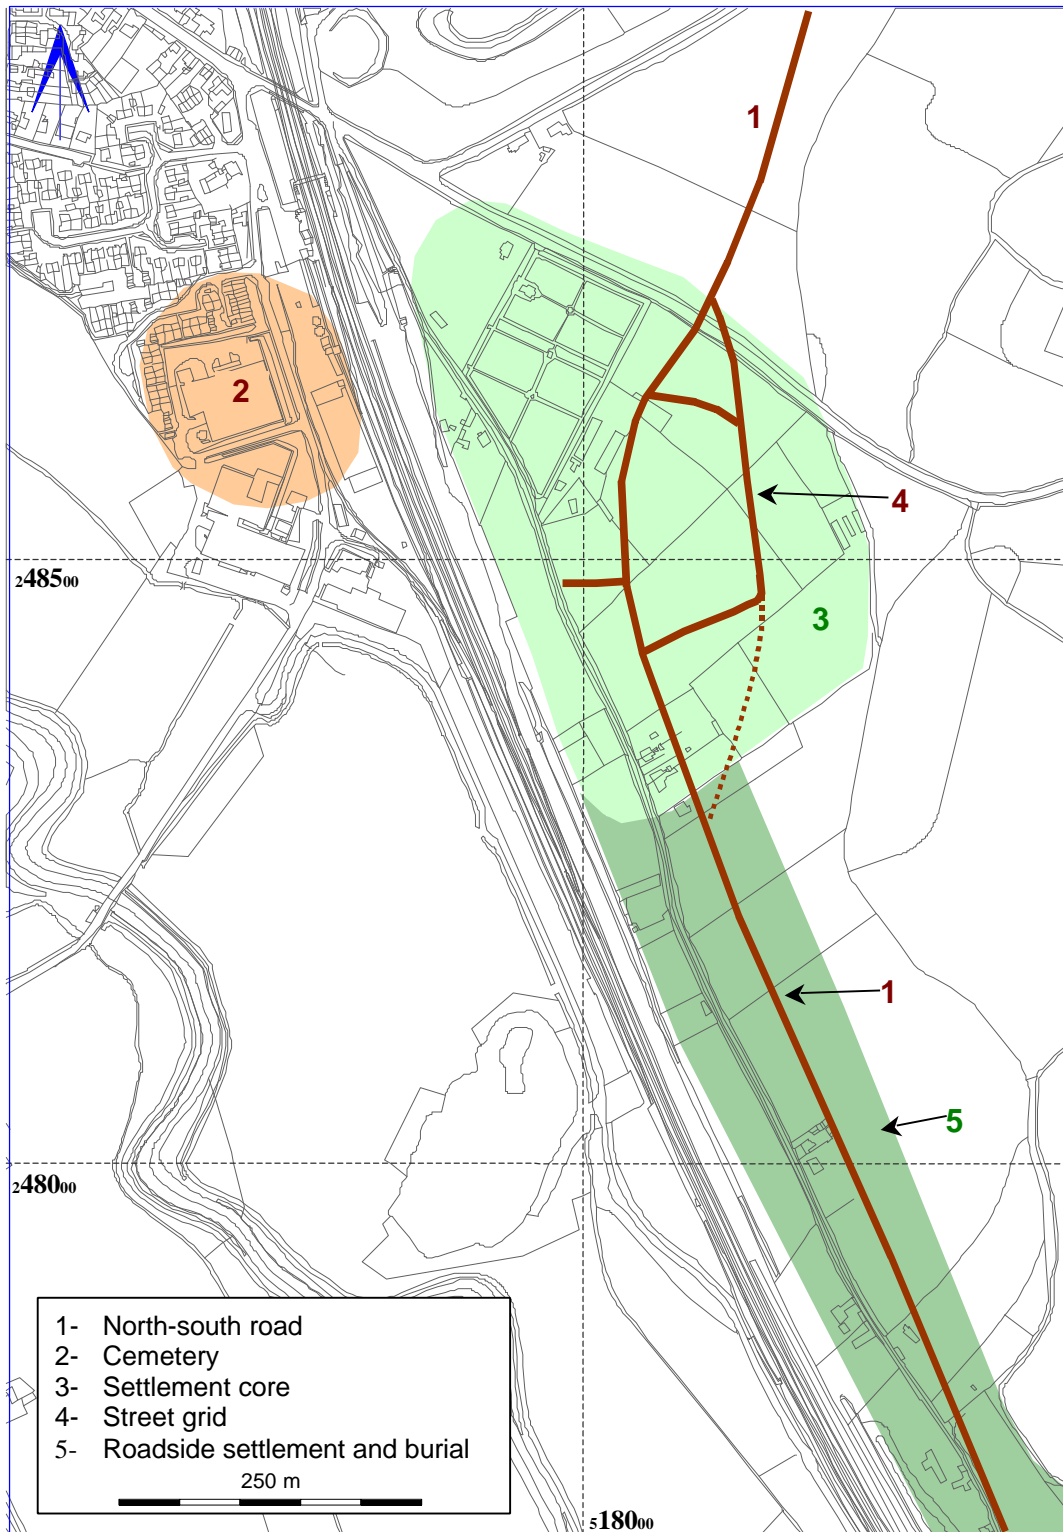 1
2
4
248500
3
1
5
24800
1- North-south road
2- Cemetery
3- Settlement core
4- Street grid
5- Roadside settlement and burial
250 m
518000